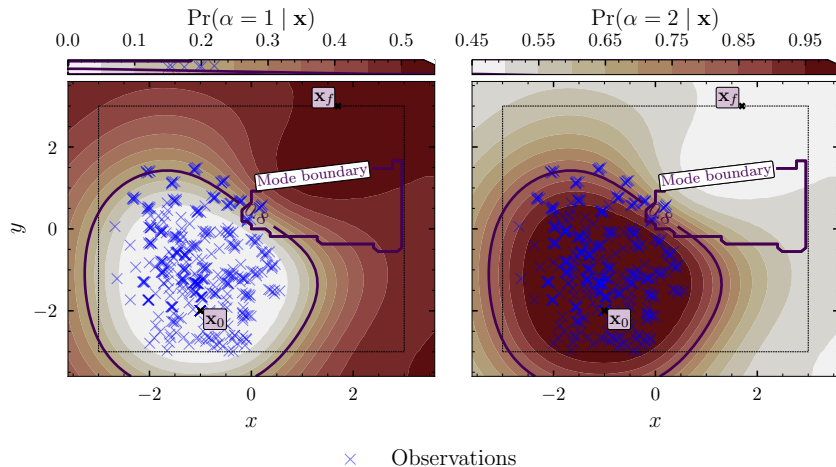 Pr(α = 1 | x)
Pr(α = 2 | x)
0.0 0.1 0.2 0.3 0.4 0.5
0.45 0.55 0.65 0.75 0.85 0.95
x_f
x_f
Mode boundary
Mode boundary
x_0
x_0
y
2
0
−2
−2 0 2
−2 0 2
x
x
Observations